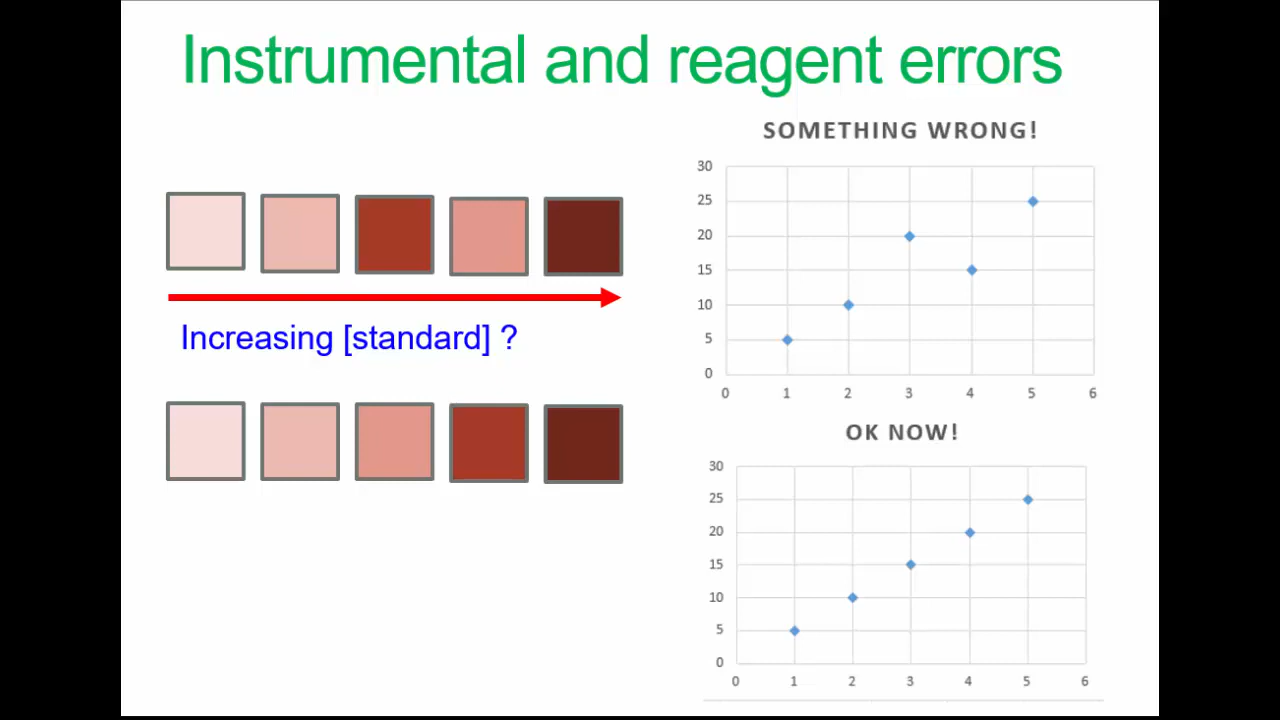 Instrumental and reagent errors
SOMETHING WRONG!
30
25
20
15
10
5
0
0 1 2 3 4 5 6
Increasing [standard] ?
OK NOW!
30
25
20
15
10
5
0
0 1 2 3 4 5 6